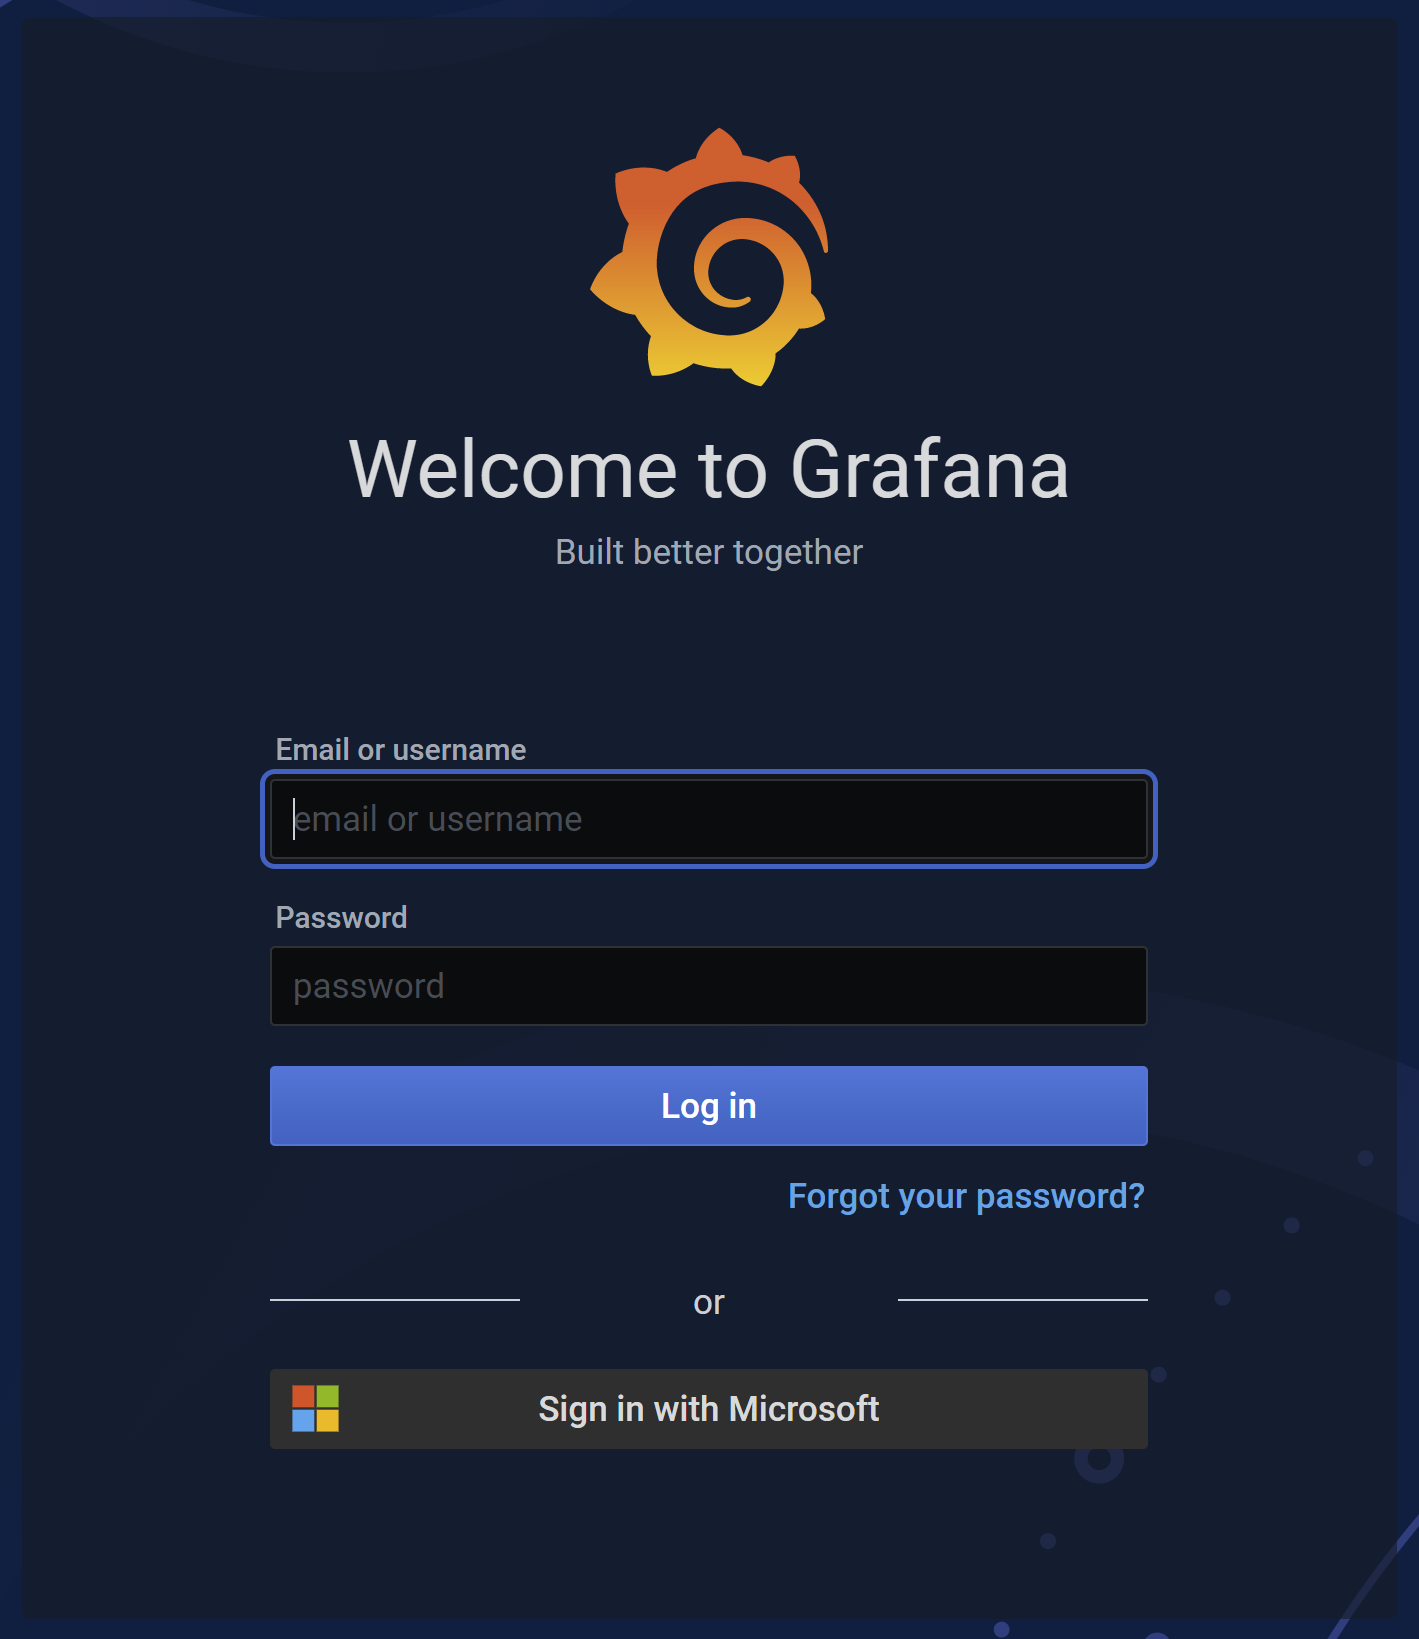 Welcome to Grafana
Built better together
Email or username
email or username
Password
password
Log in
Forgot your password?
or
Sign in with Microsoft